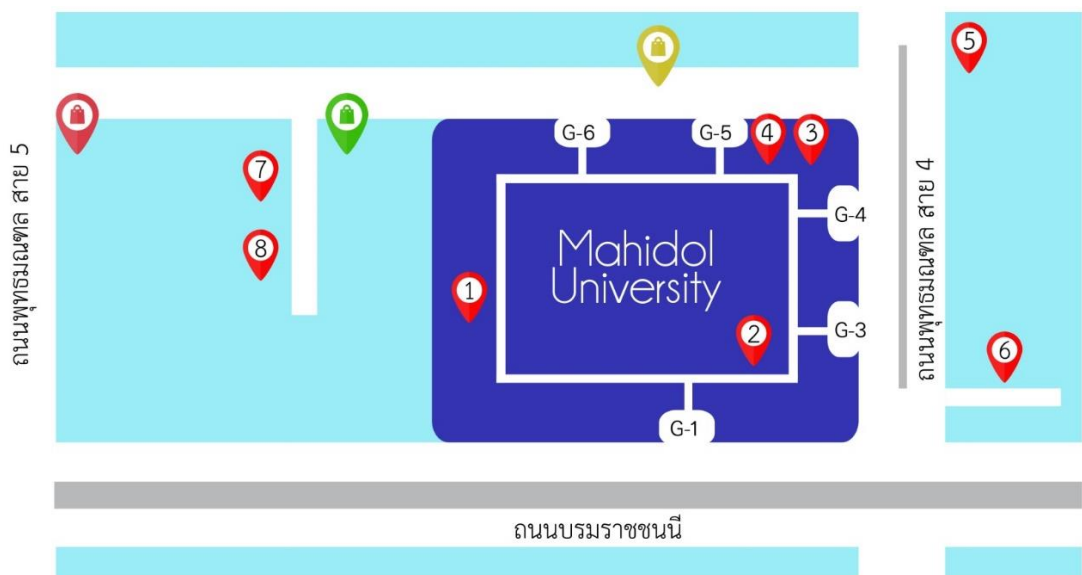 5
G-6
G-5
4
3
7
G-4
8
Mahidol
University
1
G-3
2
6
G-1
ถนนพุทธมณฑล สาย 5
ถนนพุทธมณฑล สาย 4
ถนนบรมราชชนนี